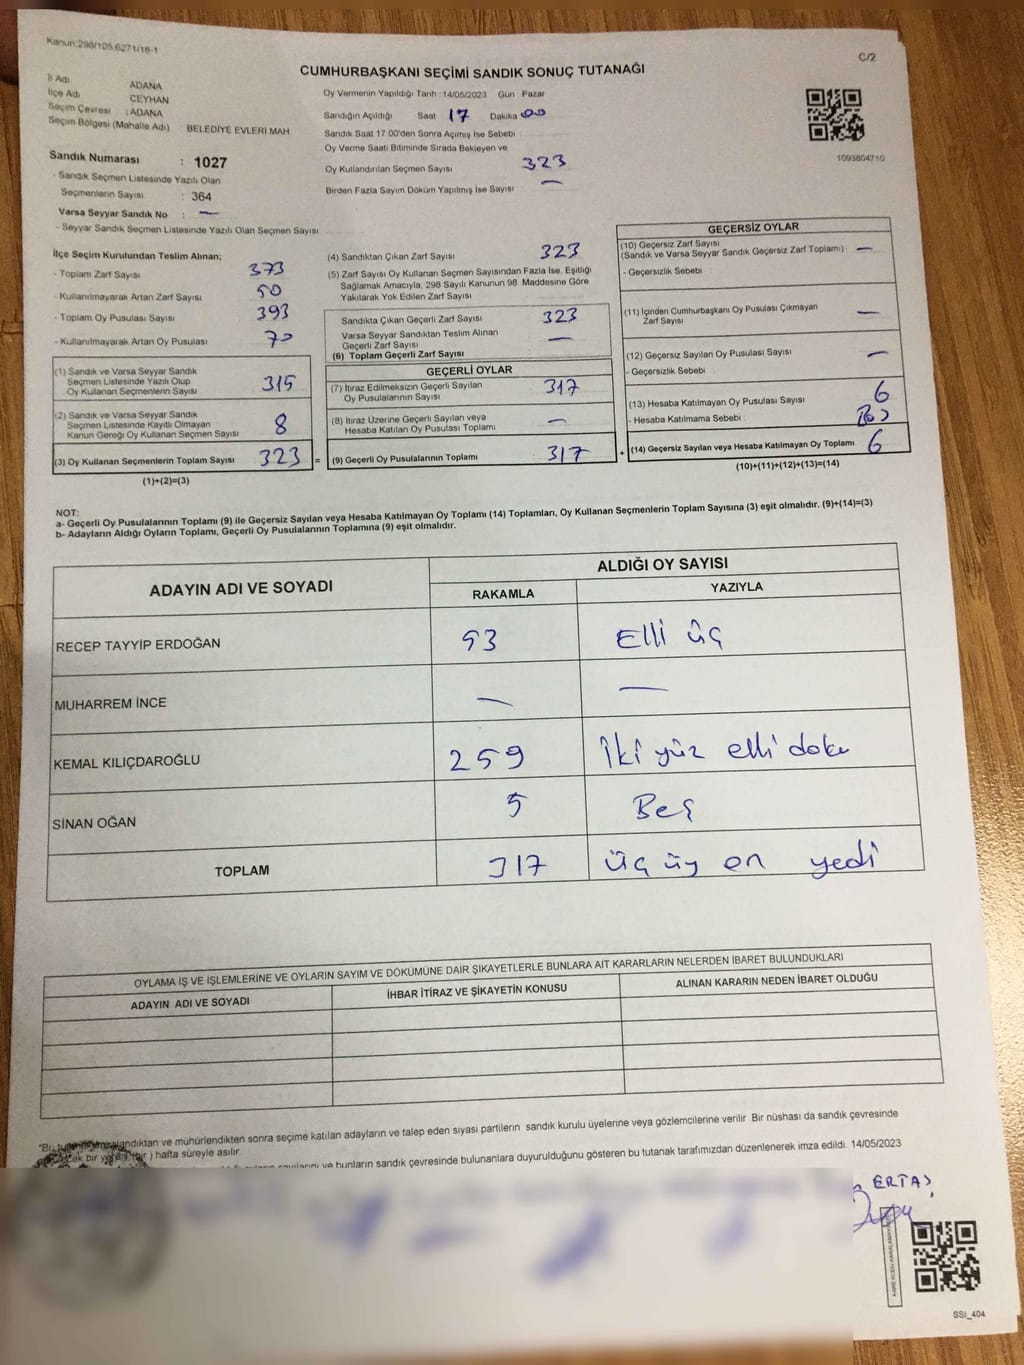 Kanun:298/105,6271/18-1
C/2
CUMHURBAŞKANI SEÇİMİ SANDIK SONUÇ TUTANAĞI
İl Adı ADANA
İlçe Adı CEYHAN
Seçim Çevresi : ADANA
Seçim Bölgesi (Mahalle Adı) BELEDİYE EVLERİ MAH
Sandık Numarası : 1027
- Sandık Seçmen Listesinde Yazılı Olan
Seçmenlerin Sayısı : 364
Varsa Seyyar Sandık No : —
- Seyyar Sandık Seçmen Listesinde Yazılı Olan Seçmen Sayısı
Oy Vermenin Yapıldığı Tarih :14/05/2023 Gün : Pazar
Sandığın Açıldığı Saat 17 Dakika 00
Sandık Saat 17.00'den Sonra Açımış İse Sebebi
Oy Verme Saati Bitiminde Sırada Bekleyen ve
Oy Kullandırılan Seçmen Sayısı 323
Birden Fazla Sayım Döküm Yapılmış İse Sayısı —
1093804710
İlçe Seçim Kurulundan Teslim Alınan;
- Toplam Zarf Sayısı 373
- Kullanılmayarak Artan Zarf Sayısı 50
- Toplam Oy Pusulası Sayısı 393
- Kullanılmayarak Artan Oy Pusulası 70
(1) Sandık ve Varsa Seyyar Sandık
Seçmen Listesinde Yazılı Olup
Oy Kullanan Seçmenlerin Sayısı 315
(2) Sandık ve Varsa Seyyar Sandık
Seçmen Listesinde Kayıtlı Olmayan
Kanun Gereği Oy Kullanan Seçmen Sayısı 8
(3) Oy Kullanan Seçmenlerin Toplam Sayısı 323 =
(1)+(2)=(3)
(4) Sandıktan Çıkan Zarf Sayısı 323
(5) Zarf Sayısı Oy Kullanan Seçmen Sayısından Fazla İse, Eşitliği
Sağlamak Amacıyla, 298 Sayılı Kanunun 98. Maddesine Göre
Yakılarak Yok Edilen Zarf Sayısı
Sandıkta Çıkan Geçerli Zarf Sayısı 323
Varsa Seyyar Sandıktan Teslim Alınan
Geçerli Zarf Sayısı —
(6) Toplam Geçerli Zarf Sayısı
GEÇERLİ OYLAR
(7) İtiraz Edilmeksizin Geçerli Sayılan
Oy Pusulalarının Sayısı 317
(8) İtiraz Üzerine Geçerli Sayılan veya
Hesaba Katılan Oy Pusulası Toplamı —
(9) Geçerli Oy Pusulalarının Toplamı 317 +
GEÇERSİZ OYLAR
(10) Geçersiz Zarf Sayısı
(Sandık ve Varsa Seyyar Sandık Geçersiz Zarf Toplamı) —
- Geçersizlik Sebebi
(11) İçinden Cumhurbaşkanı Oy Pusulası Çıkmayan
Zarf Sayısı —
(12) Geçersiz Sayılan Oy Pusulası Sayısı —
- Geçersizlik Sebebi
(13) Hesaba Katılmayan Oy Pusulası Sayısı 6
- Hesaba Katılmama Sebebi
(14) Geçersiz Sayılan veya Hesaba Katılmayan Oy Toplamı 6
(10)+(11)+(12)+(13)=(14)
NOT:
a- Geçerli Oy Pusulalarının Toplamı (9) ile Geçersiz Sayılan veya Hesaba Katılmayan Oy Toplamı (14) Toplamları, Oy Kullanan Seçmenlerin Toplam Sayısına (3) eşit olmalıdır. (9)+(14)=(3)
b- Adayların Aldığı Oyların Toplamı, Geçerli Oy Pusulalarının Toplamına (9) eşit olmalıdır.
ADAYIN ADI VE SOYADI ALDIĞI OY SAYISI
RAKAMLA YAZIYLA
RECEP TAYYİP ERDOĞAN 53 Elli üç
MUHARREM İNCE — —
KEMAL KILIÇDAROĞLU 259 İki yüz elli doku
SİNAN OĞAN 5 Beş
TOPLAM 317 üç üy on yedi
OYLAMA İŞ VE İŞLEMLERİNE VE OYLARIN SAYIM VE DÖKÜMÜNE DAİR ŞİKAYETLERLE BUNLARA AİT KARARLARIN NELERDEN İBARET BULUNDUKLARI
ADAYIN ADI VE SOYADI İHBAR İTİRAZ VE ŞİKAYETİN KONUSU ALINAN KARARIN NEDEN İBARET OLDUĞU
"Bu landıktan ve mühürlendikten sonra seçime katılan adayların ve talep eden siyasi partilerin sandık kurulu üyelerine veya gözlemcilerine verilir. Bir nüshası da sandık çevresinde
ak bir ye bir ) hafta süreyle asılır.
ve bunların sandık çevresinde bulunanlara duyurulduğunu gösteren bu tutanak tarafımızdan düzenlenerek imza edildi. 14/05/2023
ERTAŞ
SSI_404